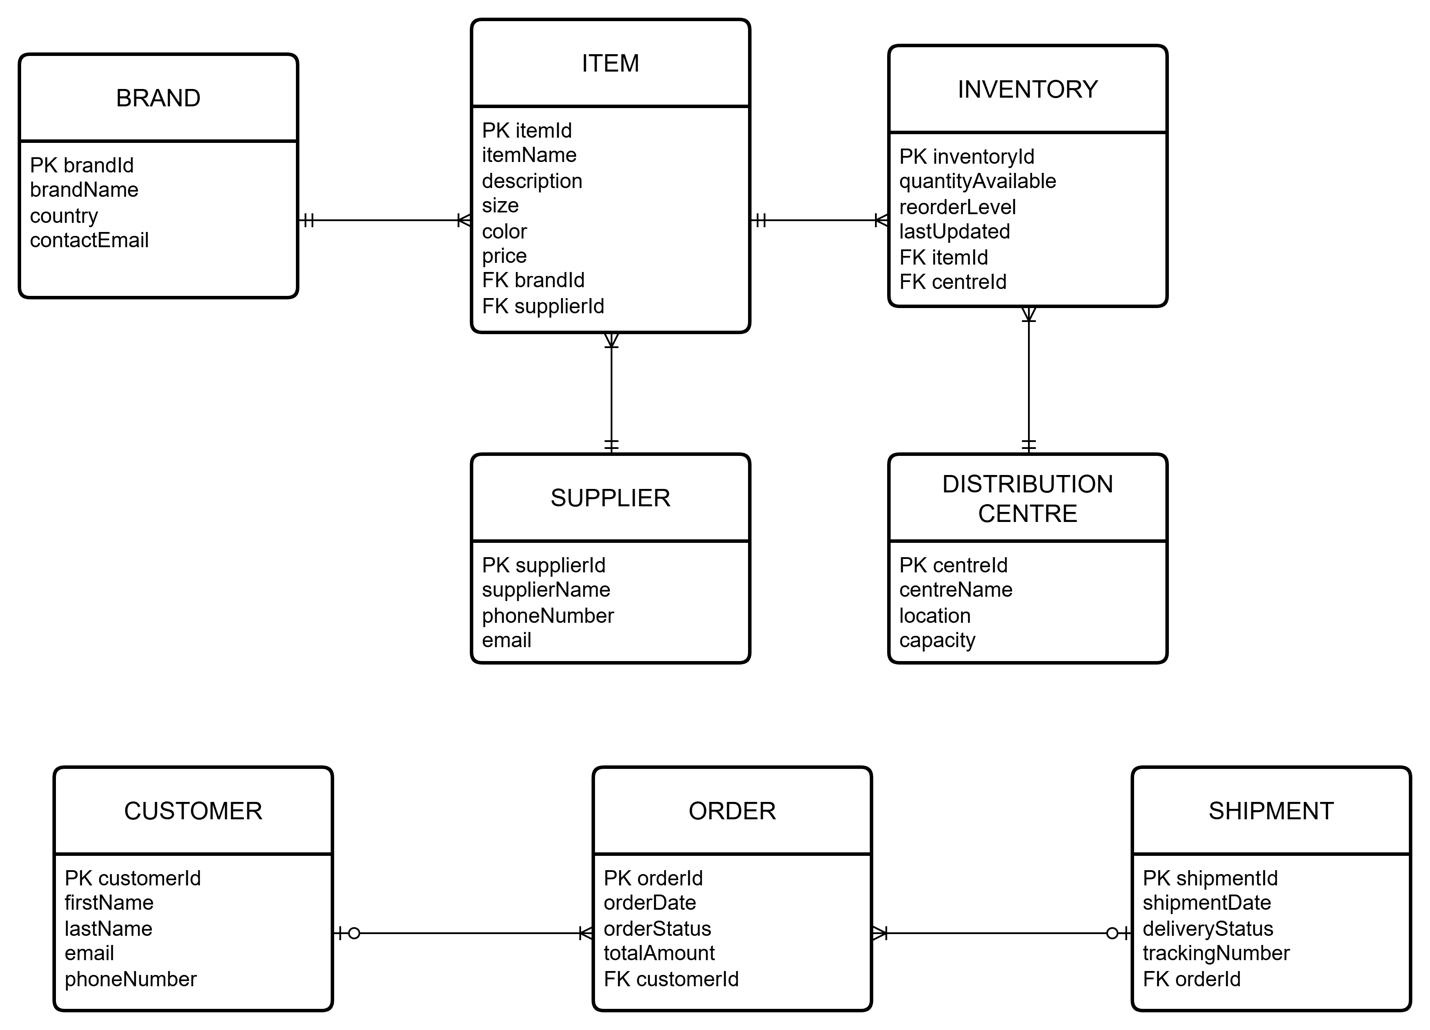 BRAND
PK brandId
brandName
country
contactEmail
ITEM
PK itemId
itemName
description
size
color
price
FK brandId
FK supplierId
INVENTORY
PK inventoryId
quantityAvailable
reorderLevel
lastUpdated
FK itemId
FK centreId
SUPPLIER
PK supplierId
supplierName
phoneNumber
email
DISTRIBUTION
CENTRE
PK centreId
centreName
location
capacity
CUSTOMER
PK customerId
firstName
lastName
email
phoneNumber
ORDER
PK orderId
orderDate
orderStatus
totalAmount
FK customerId
SHIPMENT
PK shipmentId
shipmentDate
deliveryStatus
trackingNumber
FK orderId